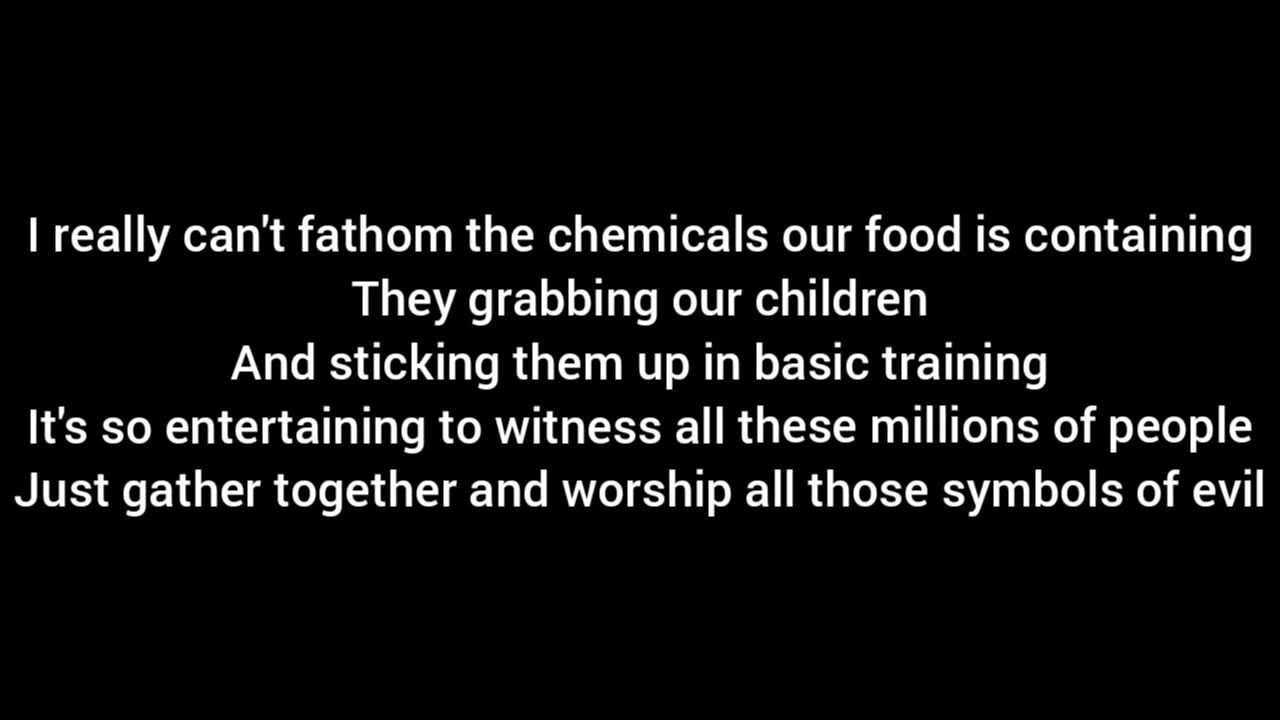 I really can't fathom the chemicals our food is containing
They grabbing our children
And sticking them up in basic training
It's so entertaining to witness all these millions of people
Just gather together and worship all those symbols of evil